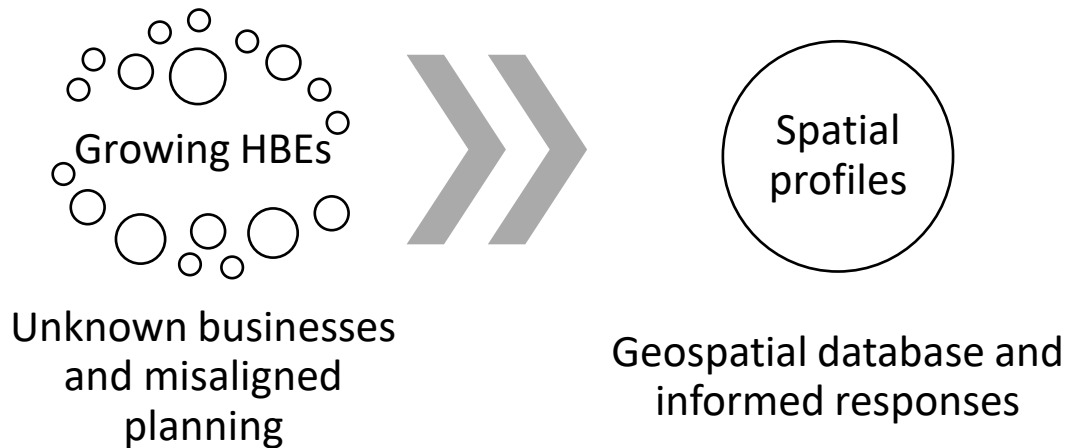 Growing HBEs
Unknown businesses
and misaligned
planning
Spatial
profiles
Geospatial database and
informed responses